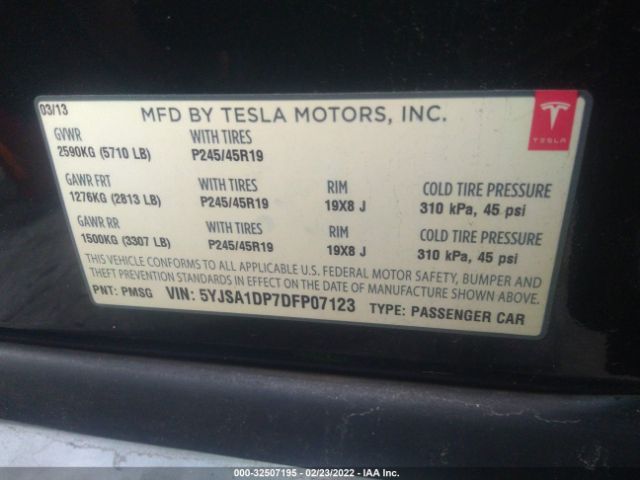 03/13 MFD BY TESLA MOTORS, INC.
TESLA
GVWR WITH TIRES
2590KG (5710 LB) P245/45R19
GAWR FRT WITH TIRES RIM COLD TIRE PRESSURE
1276KG (2813 LB) P245/45R19 19X8 J 310 kPa, 45 psi
GAWR RR WITH TIRES RIM COLD TIRE PRESSURE
1500KG (3307 LB) P245/45R19 19X8 J 310 kPa, 45 psi
THIS VEHICLE CONFORMS TO ALL APPLICABLE U.S. FEDERAL MOTOR SAFETY, BUMPER AND
THEFT PREVENTION STANDARDS IN EFFECT ON THE DATE OF MANUFACTURE SHOWN ABOVE.
PNT: PMSG VIN: 5YJSA1DP7DFP07123 TYPE: PASSENGER CAR
000-32507195 - 02/23/2022 - IAA Inc.